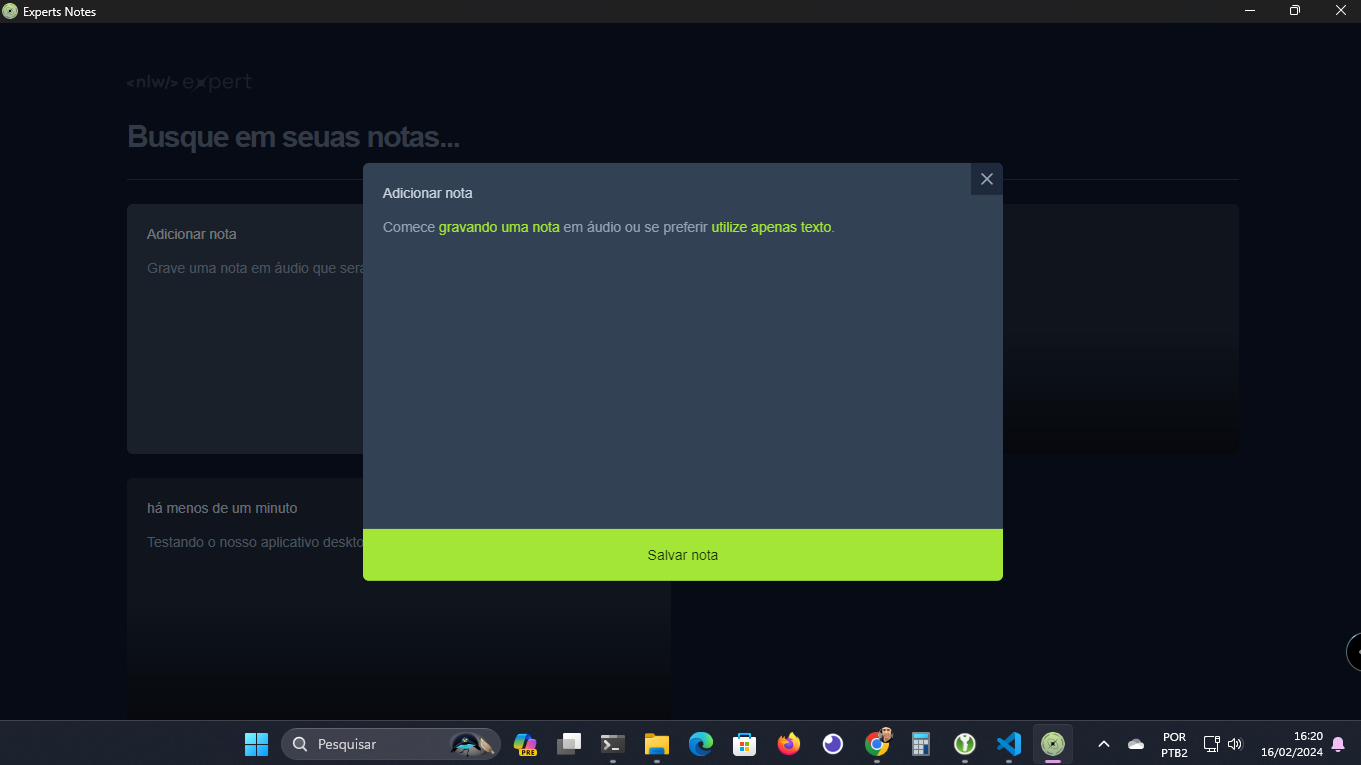 Experts Notes
<nlw/> expert
Busque em seuas notas...
Adicionar nota
Comece gravando uma nota em áudio ou se preferir utilize apenas texto.
Adicionar nota
Grave uma nota em áudio que será
há menos de um minuto
Testando o nosso aplicativo deskto
Salvar nota
Pesquisar
PRE
POR
PTB2
16:20
16/02/2024